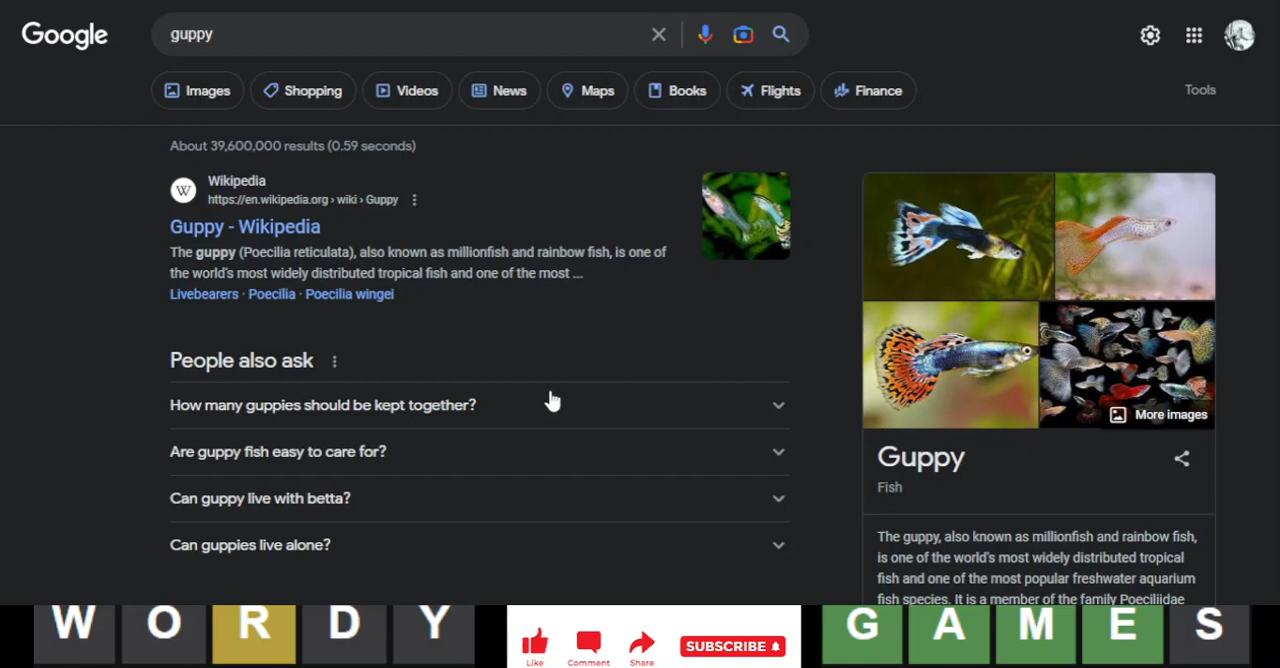 Google
guppy
Images
Shopping
Videos
News
Maps
Books
Flights
Finance
Tools
About 39,600,000 results (0.59 seconds)
W
Wikipedia
https://en.wikipedia.org › wiki › Guppy
Guppy - Wikipedia
The guppy (Poecilia reticulata), also known as millionfish and rainbow fish, is one of
the world's most widely distributed tropical fish and one of the most ...
Livebearers · Poecilia · Poecilia wingei
People also ask
How many guppies should be kept together?
Are guppy fish easy to care for?
Can guppy live with betta?
Can guppies live alone?
More images
Guppy
Fish
The guppy, also known as millionfish and rainbow fish,
is one of the world's most widely distributed tropical
fish and one of the most popular freshwater aquarium
fish species. It is a member of the family Poeciliidae
WORDY
Like
Comment
Share
SUBSCRIBE
GAMES